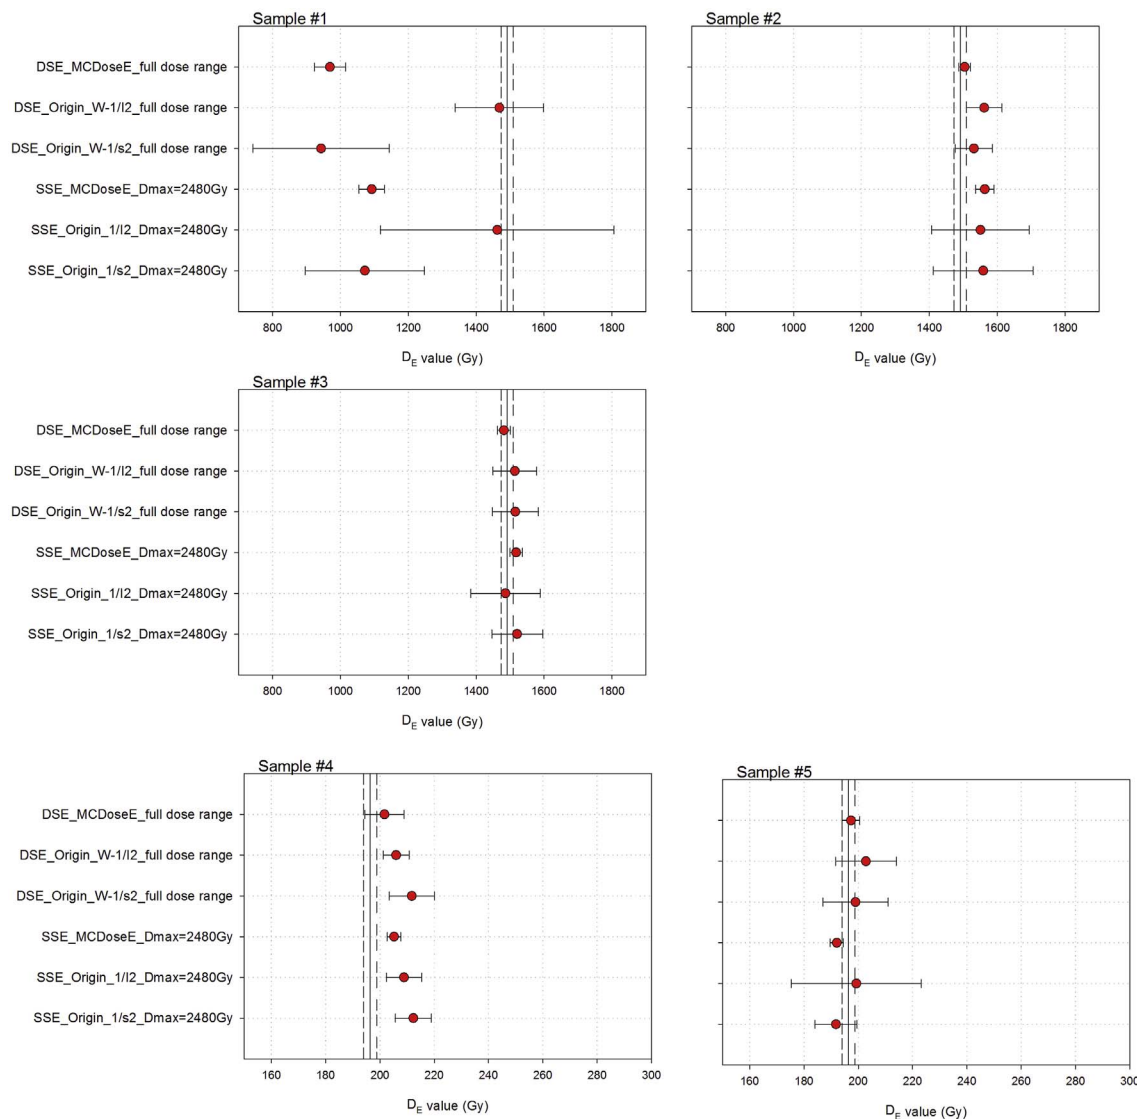 Sample #1
DSE_MCDoseE_full dose range
DSE_Origin_W-1/I2_full dose range
DSE_Origin_W-1/s2_full dose range
SSE_MCDoseE_Dmax=2480Gy
SSE_Origin_1/I2_Dmax=2480Gy
SSE_Origin_1/s2_Dmax=2480Gy
800 1000 1200 1400 1600 1800
DE value (Gy)
Sample #2
800 1000 1200 1400 1600 1800
DE value (Gy)
Sample #3
DSE_MCDoseE_full dose range
DSE_Origin_W-1/I2_full dose range
DSE_Origin_W-1/s2_full dose range
SSE_MCDoseE_Dmax=2480Gy
SSE_Origin_1/I2_Dmax=2480Gy
SSE_Origin_1/s2_Dmax=2480Gy
800 1000 1200 1400 1600 1800
DE value (Gy)
Sample #4
DSE_MCDoseE_full dose range
DSE_Origin_W-1/I2_full dose range
DSE_Origin_W-1/s2_full dose range
SSE_MCDoseE_Dmax=2480Gy
SSE_Origin_1/I2_Dmax=2480Gy
SSE_Origin_1/s2_Dmax=2480Gy
160 180 200 220 240 260 280 300
DE value (Gy)
Sample #5
160 180 200 220 240 260 280 300
DE value (Gy)